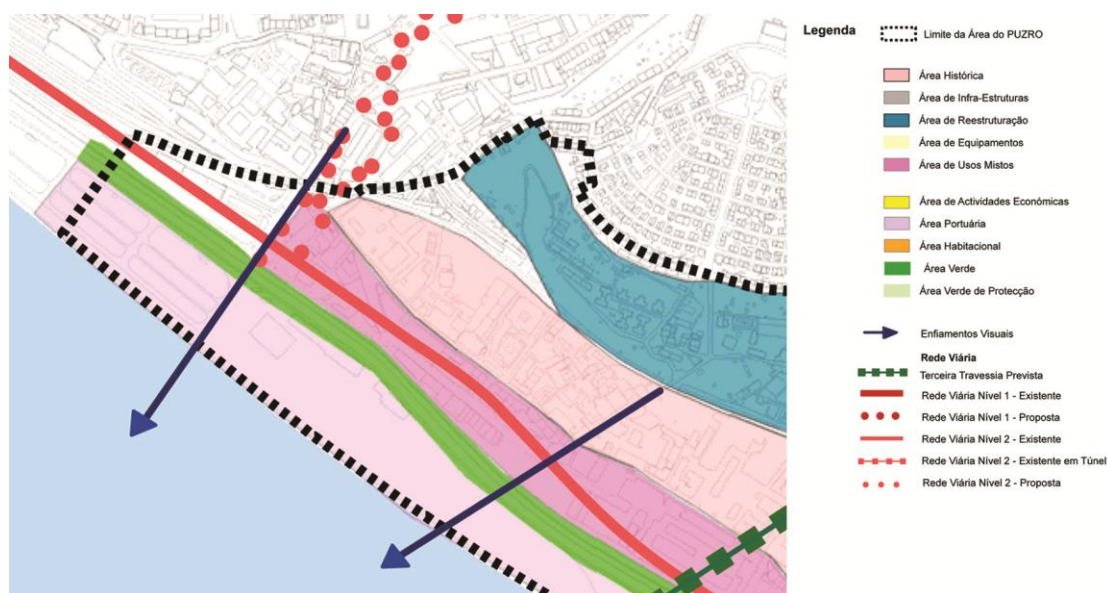 Legenda
Limite da Área do PUZRO
Área Histórica
Área de Infra-Estruturas
Área de Reestruturação
Área de Equipamentos
Área de Usos Mistos
Área de Actividades Económicas
Área Portuária
Área Habitacional
Área Verde
Área Verde de Protecção
Enfiamentos Visuais
Rede Viária
Terceira Travessia Prevista
Rede Viária Nível 1 - Existente
Rede Viária Nível 1 - Proposta
Rede Viária Nível 2 - Existente
Rede Viária Nível 2 - Existente em Túnel
Rede Viária Nível 2 - Proposta